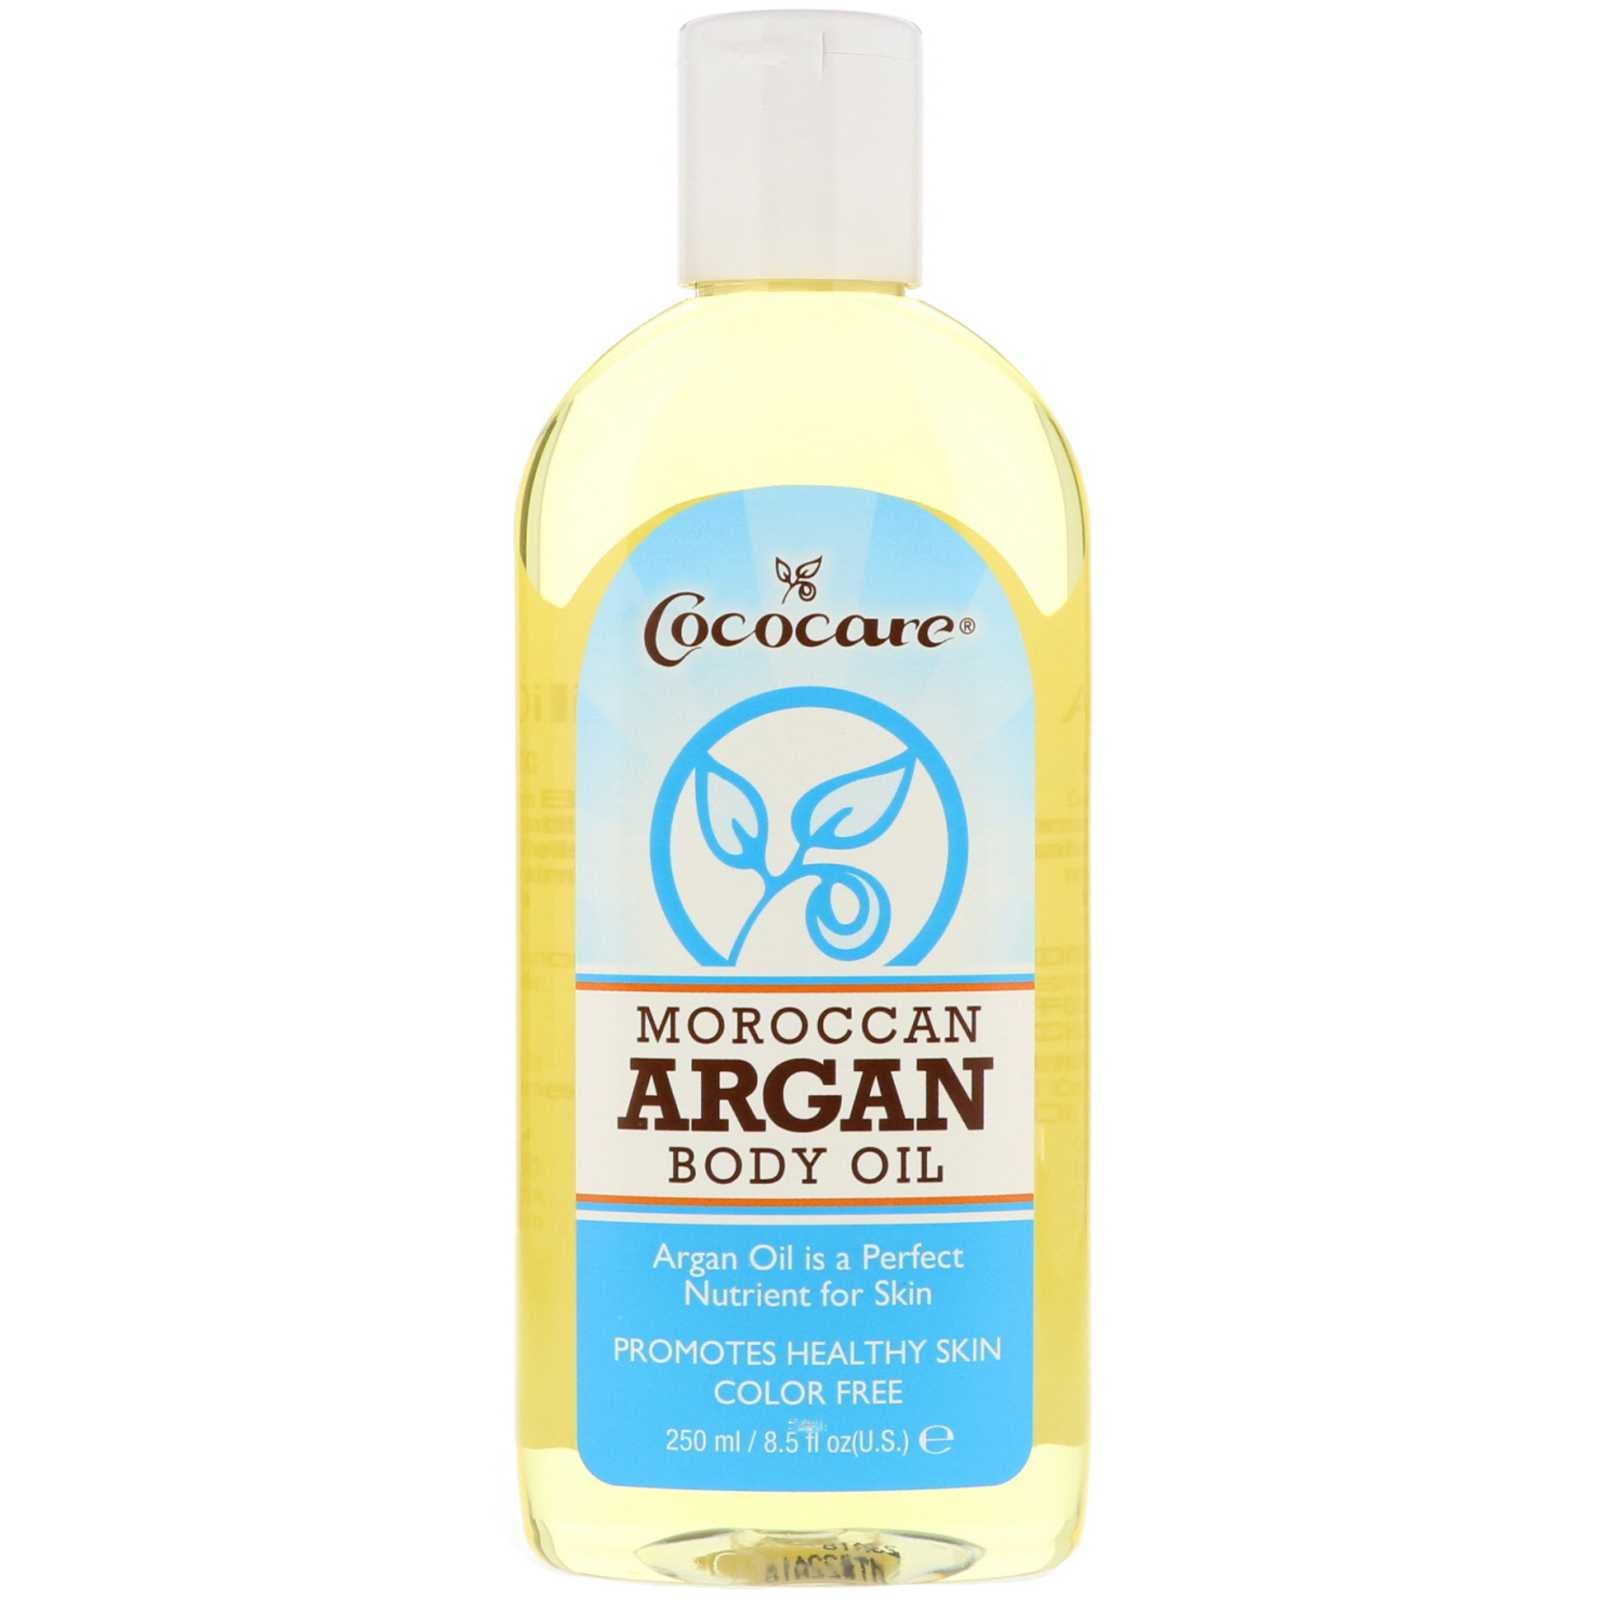 Cococare®
MOROCCAN
ARGAN
BODY OIL
Argan Oil is a Perfect
Nutrient for Skin
PROMOTES HEALTHY SKIN
COLOR FREE
250 ml / 8.5 fl oz(U.S.) ℮